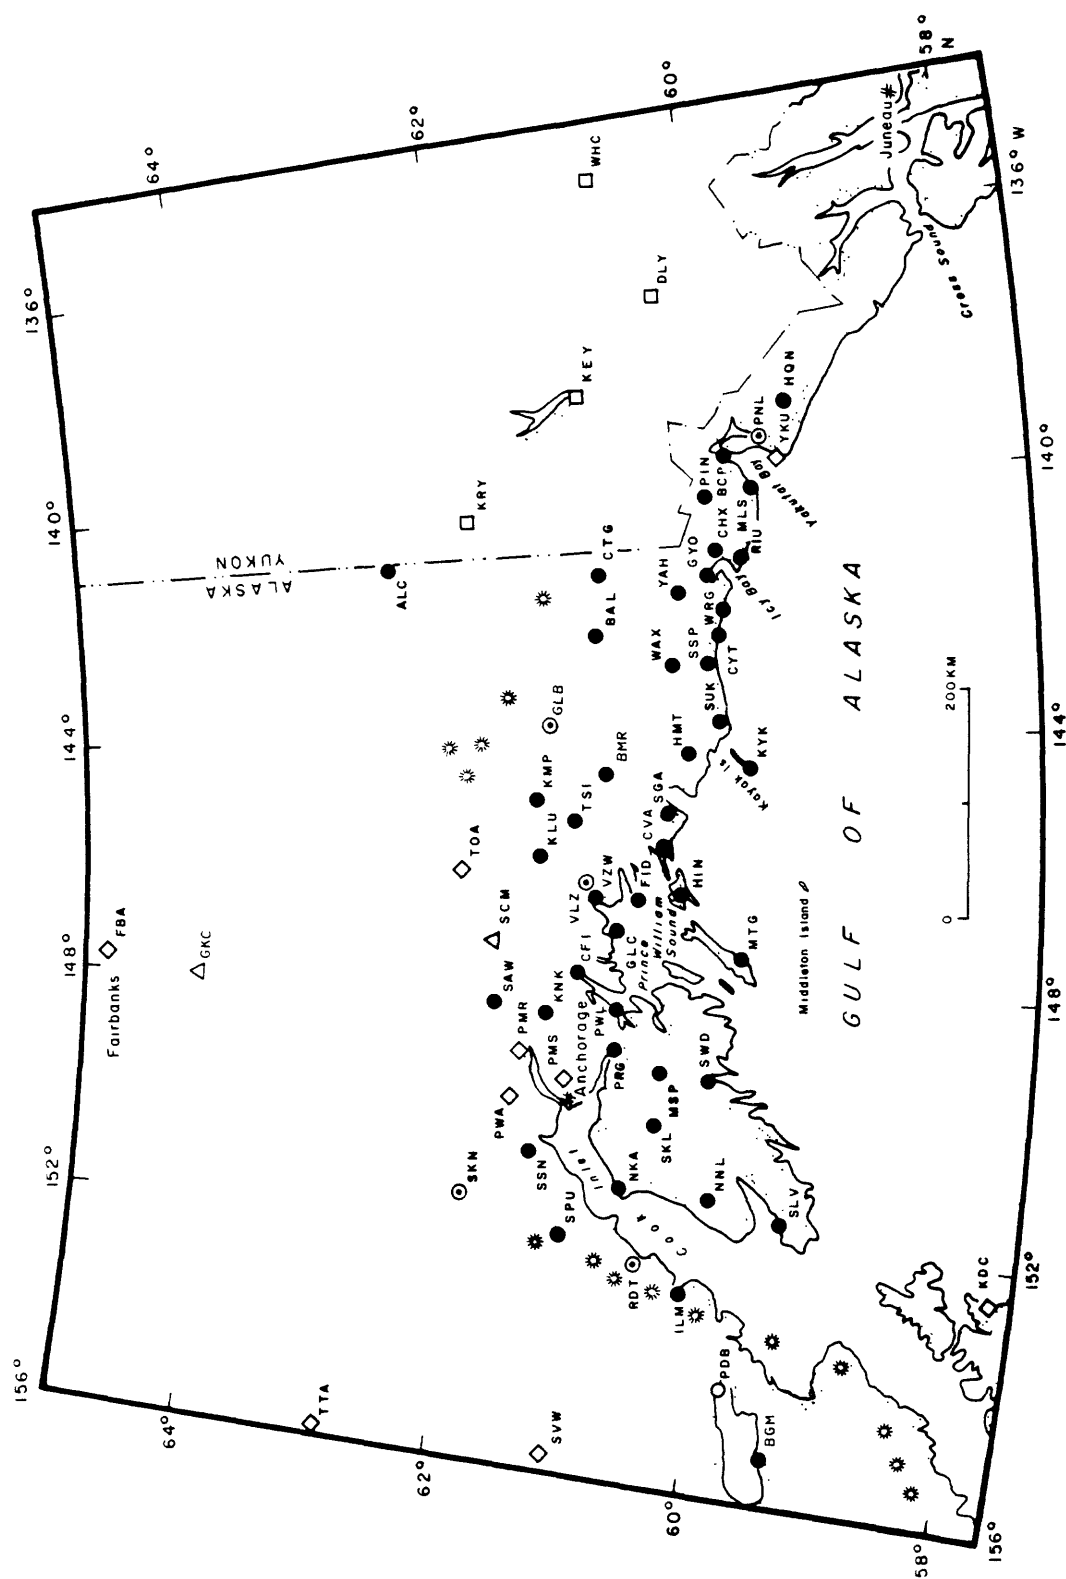 64°
62°
60°
58°
N
136° W
136°
140°
144°
148°
152°
156°
64°
62°
60°
58°
156°
152°
148°
144°
140°
YUKON
ALASKA
WHC
DLY
KEY
KRY
Juneau
Cross Sound
HQN
PNL
YKU
Yakutat Bay
PIN
BCP
MLS
CHX
RIU
GYO
Icy Bay
YAH
CTG
ALC
BAL
WRG
SSP
CYT
WAX
SUK
HMT
KYK
Kayak Is.
GLB
BMR
KMP
TSI
KLU
SGA
CVA
TOA
VZW
FID
HIN
VLZ
SCM
CFI
GLC
Prince
William
Sound
MTG
Middleton Island
FBA
Fairbanks
GKC
SAW
KNK
PMR
PMS
PWL
Anchorage
PRG
MSP
SWD
PWA
SKL
SKN
SSN
NKA
NNL
SLV
SPU
Cook
Inlet
RDT
ILM
KDC
PDB
BGM
TTA
SVW
GULF OF ALASKA
0
200KM